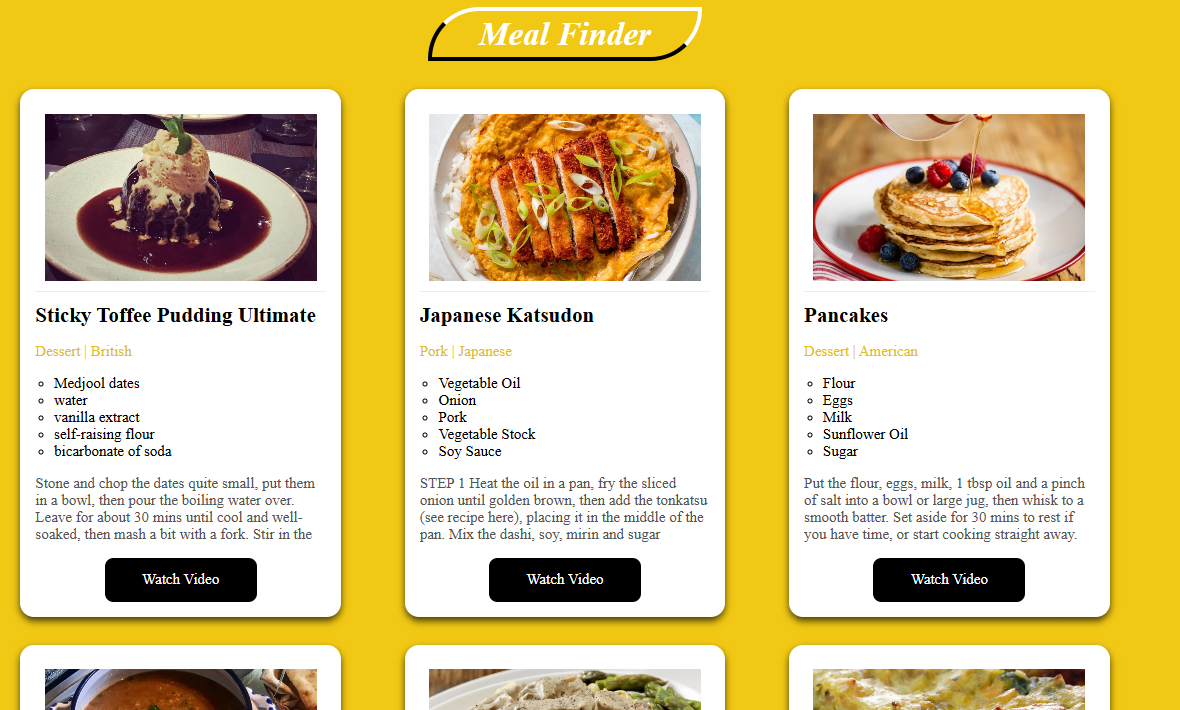 Meal Finder
Sticky Toffee Pudding Ultimate
Dessert | British
Medjool dates
water
vanilla extract
self-raising flour
bicarbonate of soda
Stone and chop the dates quite small, put them
in a bowl, then pour the boiling water over.
Leave for about 30 mins until cool and well-
soaked, then mash a bit with a fork. Stir in the
Watch Video
Japanese Katsudon
Pork | Japanese
Vegetable Oil
Onion
Pork
Vegetable Stock
Soy Sauce
STEP 1 Heat the oil in a pan, fry the sliced
onion until golden brown, then add the tonkatsu
(see recipe here), placing it in the middle of the
pan. Mix the dashi, soy, mirin and sugar
Watch Video
Pancakes
Dessert | American
Flour
Eggs
Milk
Sunflower Oil
Sugar
Put the flour, eggs, milk, 1 tbsp oil and a pinch
of salt into a bowl or large jug, then whisk to a
smooth batter. Set aside for 30 mins to rest if
you have time, or start cooking straight away.
Watch Video